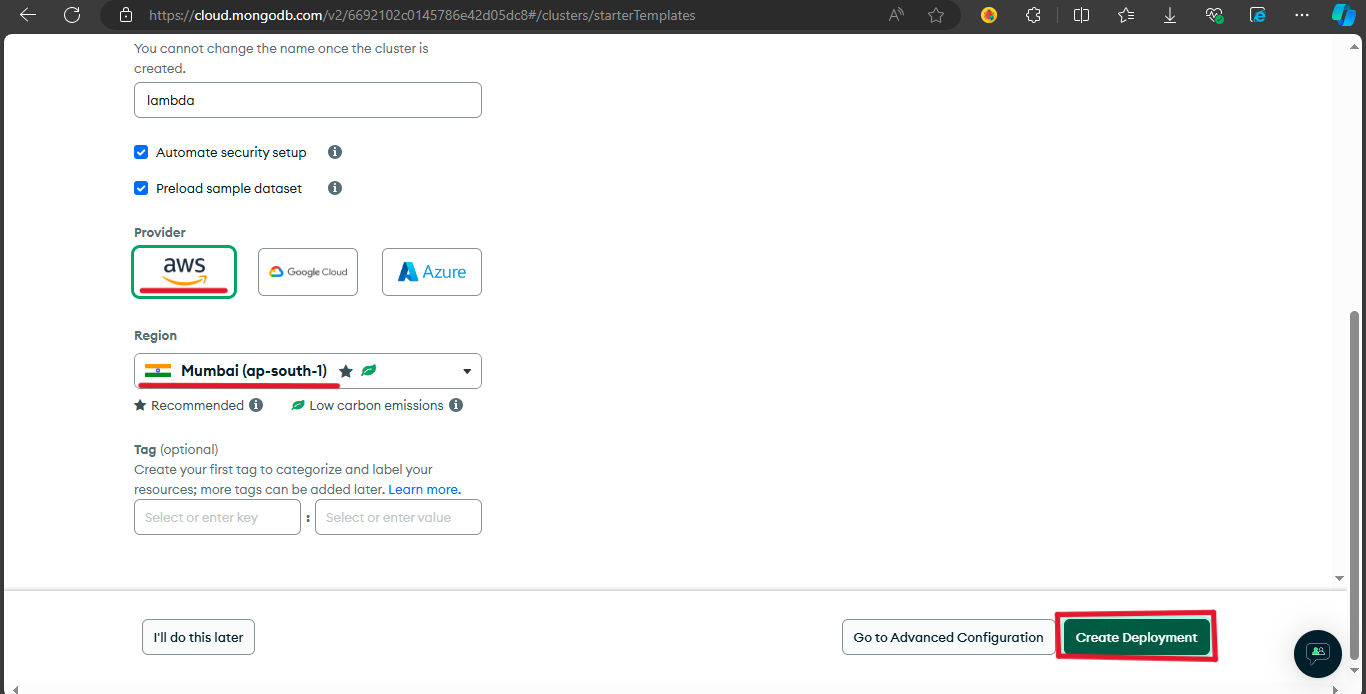 https://cloud.mongodb.com/v2/6692102c0145786e42d05dc8#/clusters/starterTemplates
You cannot change the name once the cluster is
created.
lambda
Automate security setup
Preload sample dataset
Provider
aws
Google Cloud
Azure
Region
Mumbai (ap-south-1)
Recommended
Low carbon emissions
Tag (optional)
Create your first tag to categorize and label your
resources; more tags can be added later. Learn more.
Select or enter key : Select or enter value
I'll do this later
Go to Advanced Configuration
Create Deployment